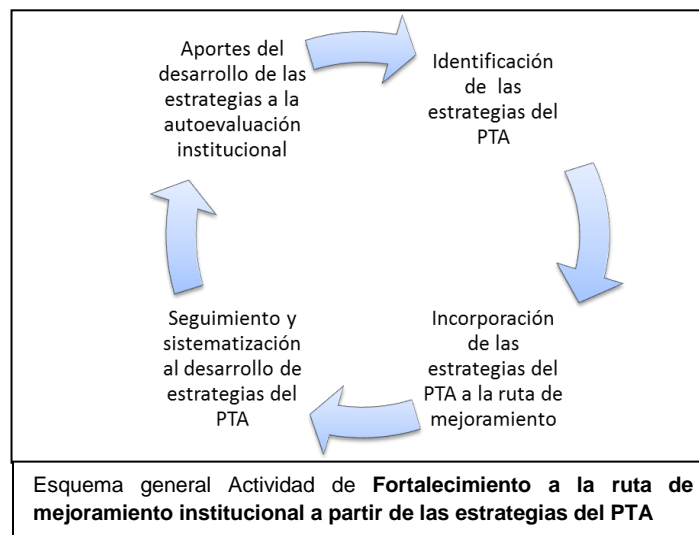 Aportes del
desarrollo de las
estrategias a la
autoevaluación
institucional
Identificación
de las
estrategias del
PTA
Incorporación
de las
estrategias del
PTA a la ruta de
mejoramiento
Seguimiento y
sistematización
al desarrollo de
estrategias del
PTA
Esquema general Actividad de Fortalecimiento a la ruta de
mejoramiento institucional a partir de las estrategias del PTA